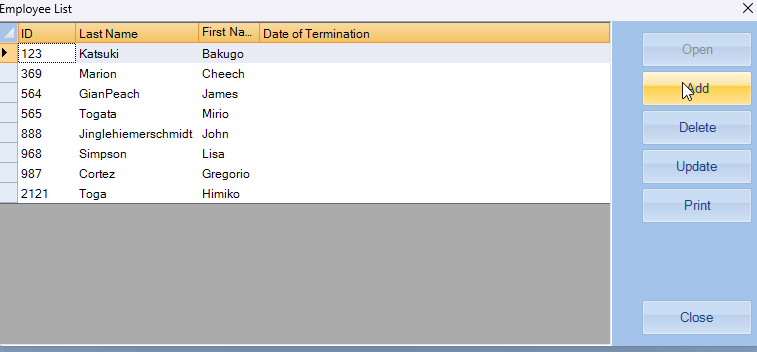 Employee List
ID Last Name First Na... Date of Termination
123 Katsuki Bakugo
369 Marion Cheech
564 GianPeach James
565 Togata Mirio
888 Jinglehiemerschmidt John
968 Simpson Lisa
987 Cortez Gregorio
2121 Toga Himiko
Open
Add
Delete
Update
Print
Close